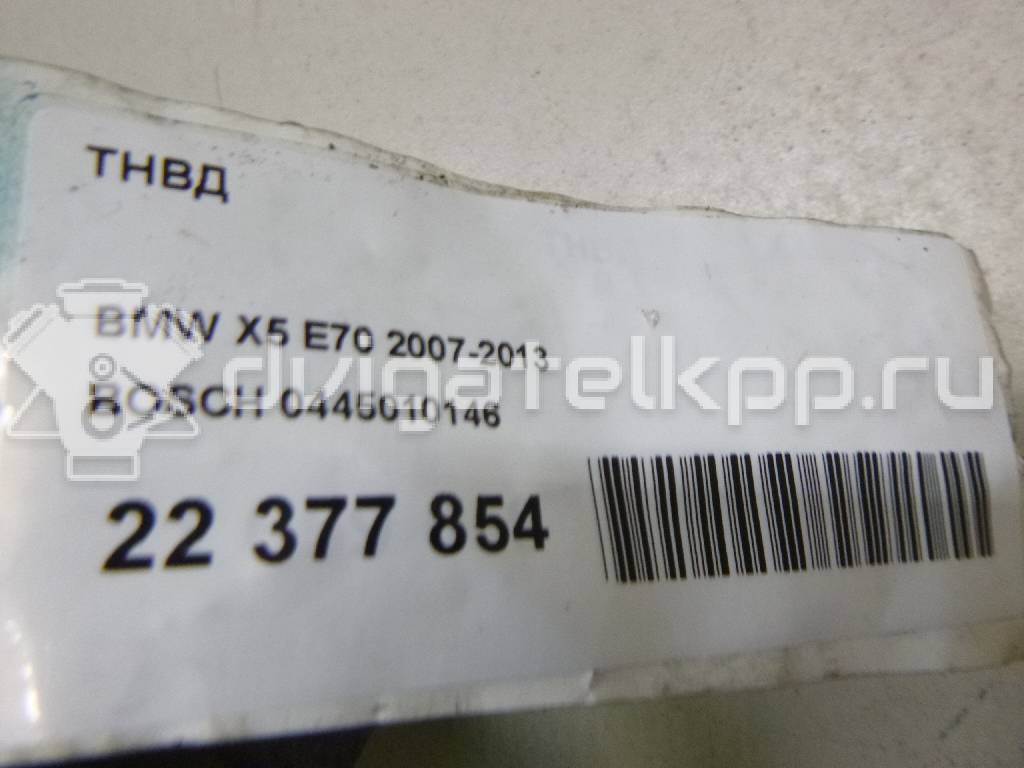 ТНВД
BMW X5 E70 2007-2013
BOSCH 0445010146
dvigatelkpp.ru
22 377 854